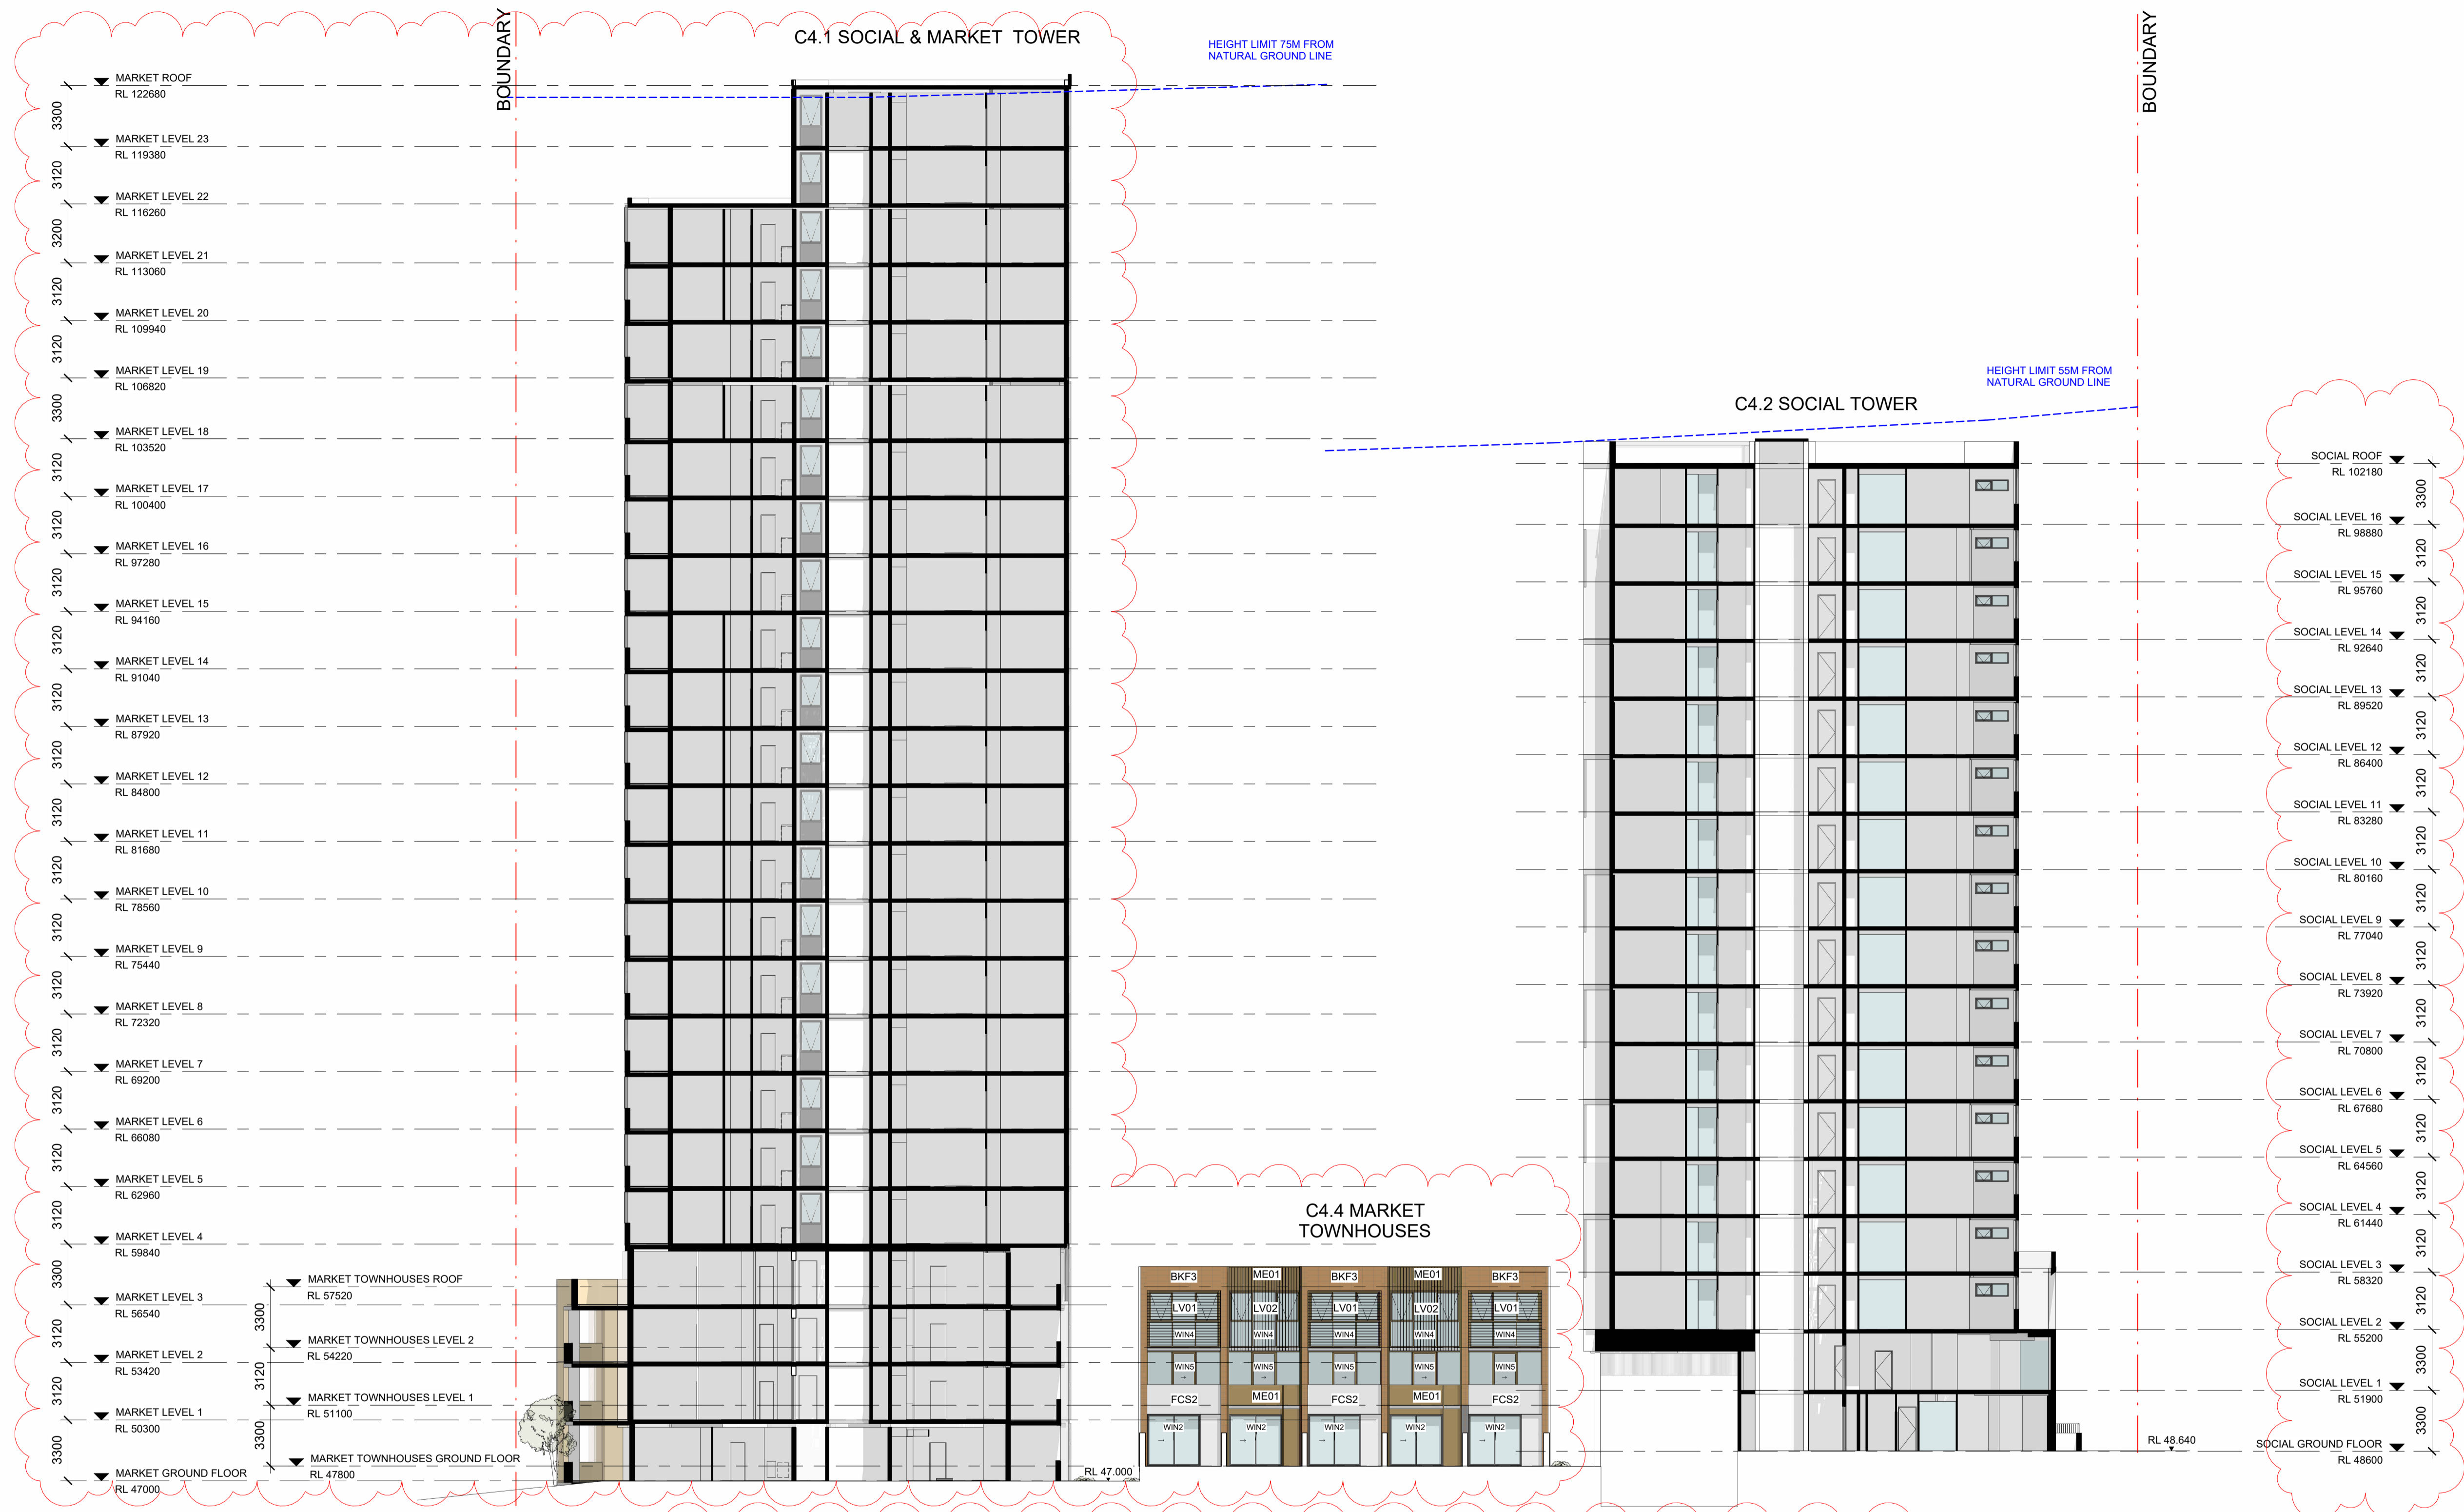 BOUNDARY
C4.1 SOCIAL & MARKET TOWER
HEIGHT LIMIT 75M FROM
NATURAL GROUND LINE
BOUNDARY
MARKET ROOF
RL 122680
3300
MARKET LEVEL 23
RL 119380
3120
MARKET LEVEL 22
RL 116260
3200
MARKET LEVEL 21
RL 113060
3120
MARKET LEVEL 20
RL 109940
3120
MARKET LEVEL 19
RL 106820
3300
MARKET LEVEL 18
RL 103520
3120
MARKET LEVEL 17
RL 100400
3120
MARKET LEVEL 16
RL 97280
3120
MARKET LEVEL 15
RL 94160
3120
MARKET LEVEL 14
RL 91040
3120
MARKET LEVEL 13
RL 87920
3120
MARKET LEVEL 12
RL 84800
3120
MARKET LEVEL 11
RL 81680
3120
MARKET LEVEL 10
RL 78560
3120
MARKET LEVEL 9
RL 75440
3120
MARKET LEVEL 8
RL 72320
3120
MARKET LEVEL 7
RL 69200
3120
MARKET LEVEL 6
RL 66080
3120
MARKET LEVEL 5
RL 62960
3120
MARKET LEVEL 4
RL 59840
3300
MARKET LEVEL 3
RL 56540
3120
MARKET LEVEL 2
RL 53420
3120
MARKET LEVEL 1
RL 50300
3300
MARKET GROUND FLOOR
RL 47000
MARKET TOWNHOUSES ROOF
RL 57520
3300
MARKET TOWNHOUSES LEVEL 2
RL 54220
3120
MARKET TOWNHOUSES LEVEL 1
RL 51100
3300
MARKET TOWNHOUSES GROUND FLOOR
RL 47800
RL 47.000
C4.4 MARKET
TOWNHOUSES
BKF3 ME01 BKF3 ME01 BKF3
LV01 LV02 LV01 LV02 LV01
WIN4 WIN4 WIN4 WIN4 WIN4
WIN5 WIN5 WIN5 WIN5 WIN5
FCS2 ME01 FCS2 ME01 FCS2
WIN2 WIN2 WIN2 WIN2 WIN2
HEIGHT LIMIT 55M FROM
NATURAL GROUND LINE
C4.2 SOCIAL TOWER
RL 48.640
SOCIAL ROOF
RL 102180
3300
SOCIAL LEVEL 16
RL 98880
3120
SOCIAL LEVEL 15
RL 95760
3120
SOCIAL LEVEL 14
RL 92640
3120
SOCIAL LEVEL 13
RL 89520
3120
SOCIAL LEVEL 12
RL 86400
3120
SOCIAL LEVEL 11
RL 83280
3120
SOCIAL LEVEL 10
RL 80160
3120
SOCIAL LEVEL 9
RL 77040
3120
SOCIAL LEVEL 8
RL 73920
3120
SOCIAL LEVEL 7
RL 70800
3120
SOCIAL LEVEL 6
RL 67680
3120
SOCIAL LEVEL 5
RL 64560
3120
SOCIAL LEVEL 4
RL 61440
3120
SOCIAL LEVEL 3
RL 58320
3120
SOCIAL LEVEL 2
RL 55200
3300
SOCIAL LEVEL 1
RL 51900
3300
SOCIAL GROUND FLOOR
RL 48600